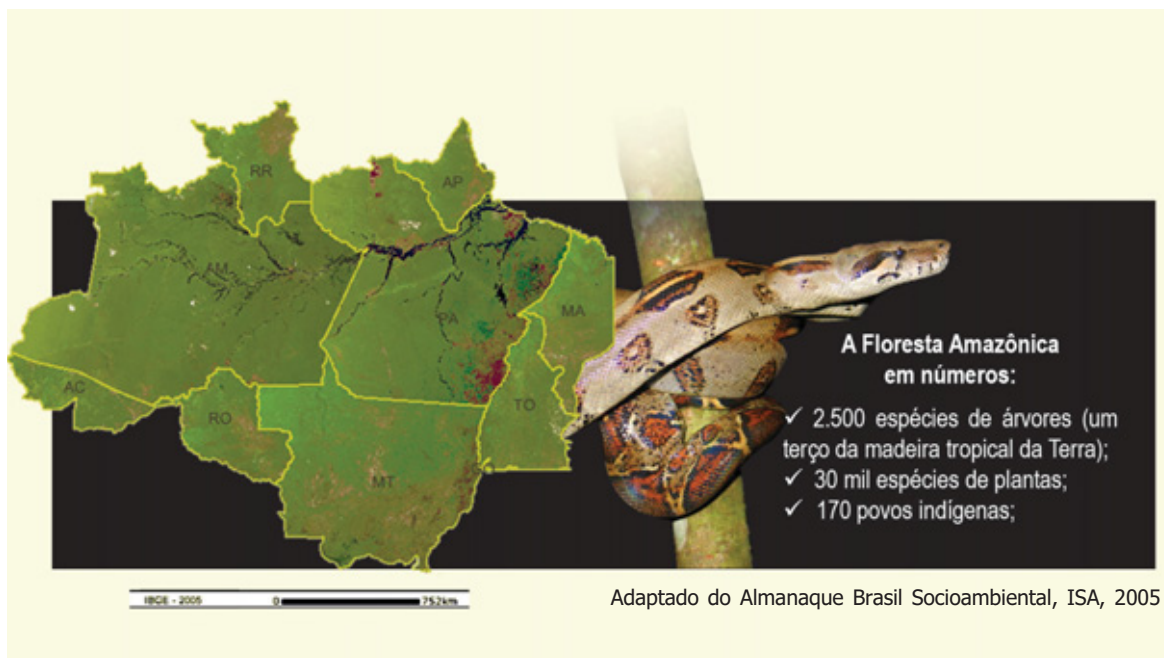 RR
AP
AM
PA
MA
AC
RO
TO
MT
A Floresta Amazônica
em números:
✓ 2.500 espécies de árvores (um
terço da madeira tropical da Terra);
✓ 30 mil espécies de plantas;
✓ 170 povos indígenas;
IBGE - 2005 0 752km
Adaptado do Almanaque Brasil Socioambiental, ISA, 2005